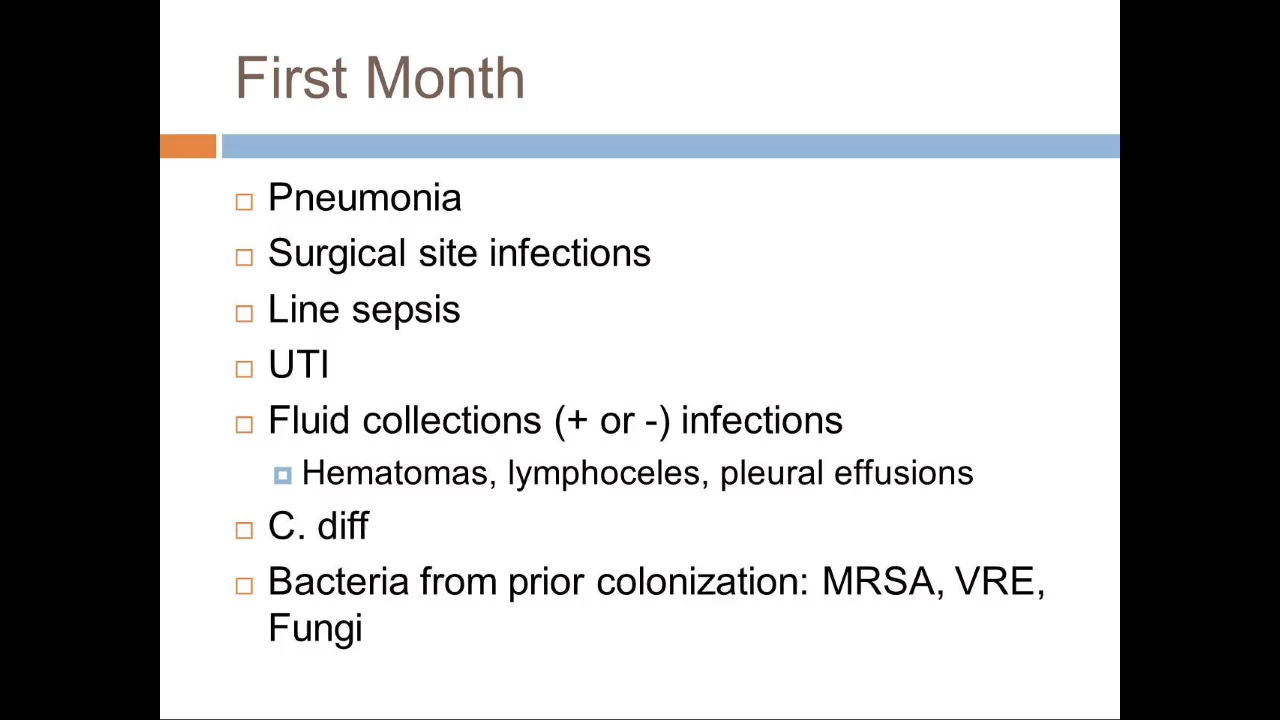 First Month
Pneumonia
Surgical site infections
Line sepsis
UTI
Fluid collections (+ or -) infections
Hematomas, lymphoceles, pleural effusions
C. diff
Bacteria from prior colonization: MRSA, VRE,
Fungi